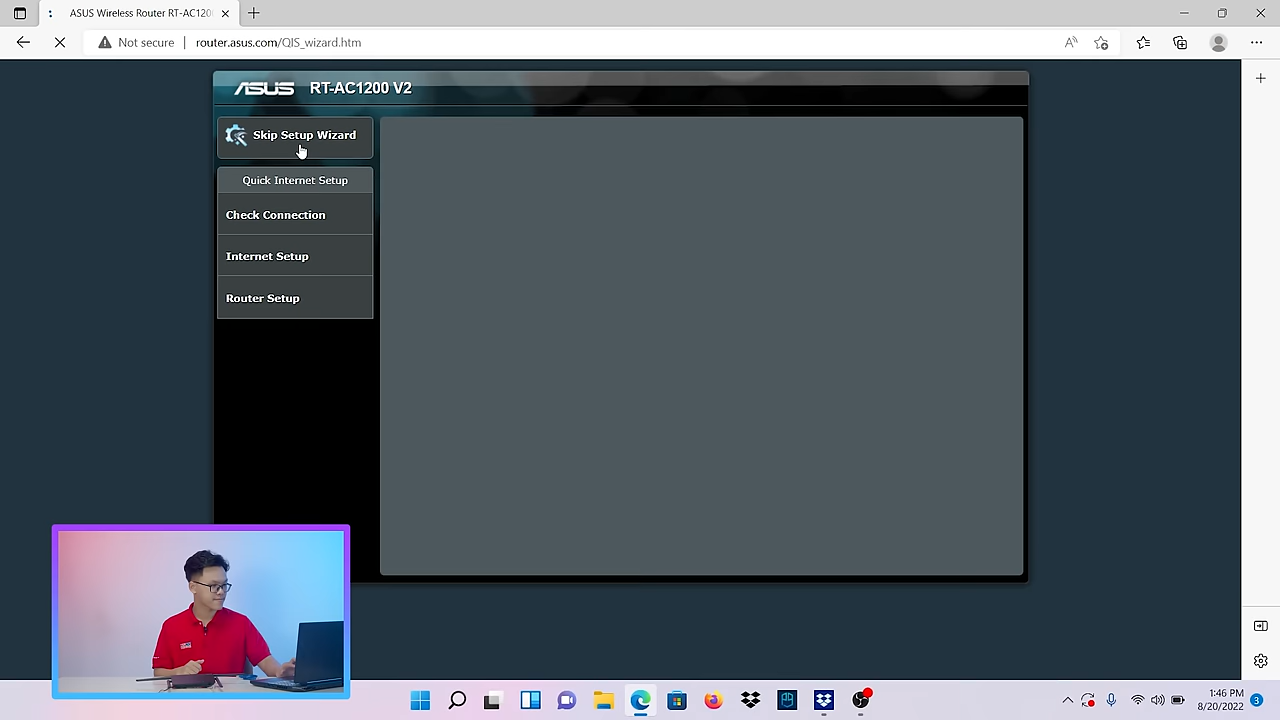 ASUS Wireless Router RT-AC120
Not secure
router.asus.com/QIS_wizard.htm
ASUS
RT-AC1200 V2
Skip Setup Wizard
Quick Internet Setup
Check Connection
Internet Setup
Router Setup
1:46 PM
8/20/2022
3